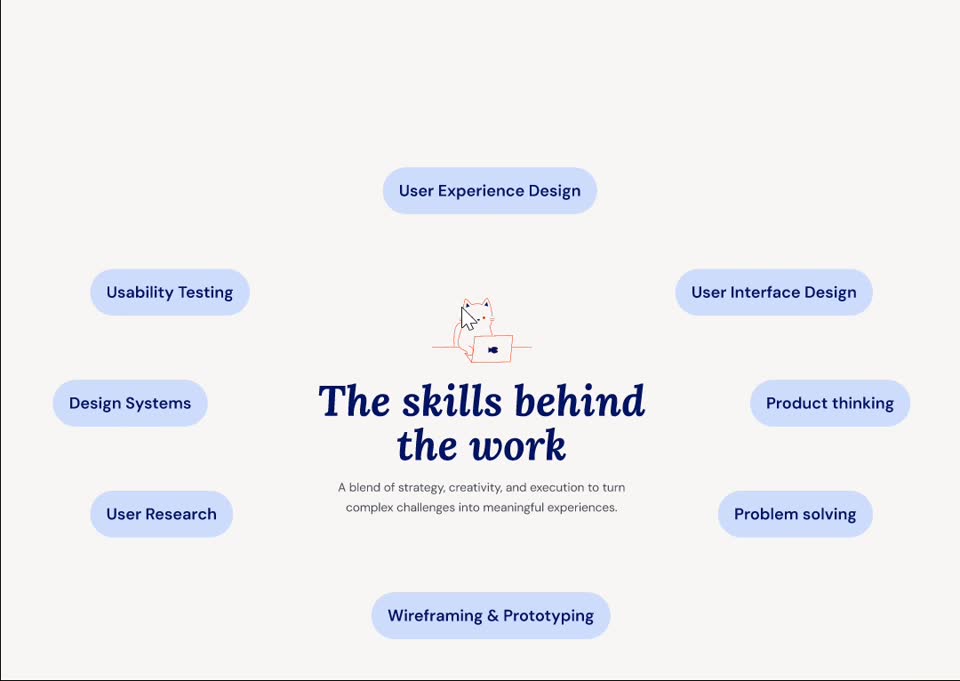 User Experience Design
Usability Testing
User Interface Design
The skills behind
the work
Design Systems
Product thinking
A blend of strategy, creativity, and execution to turn
complex challenges into meaningful experiences.
User Research
Problem solving
Wireframing & Prototyping